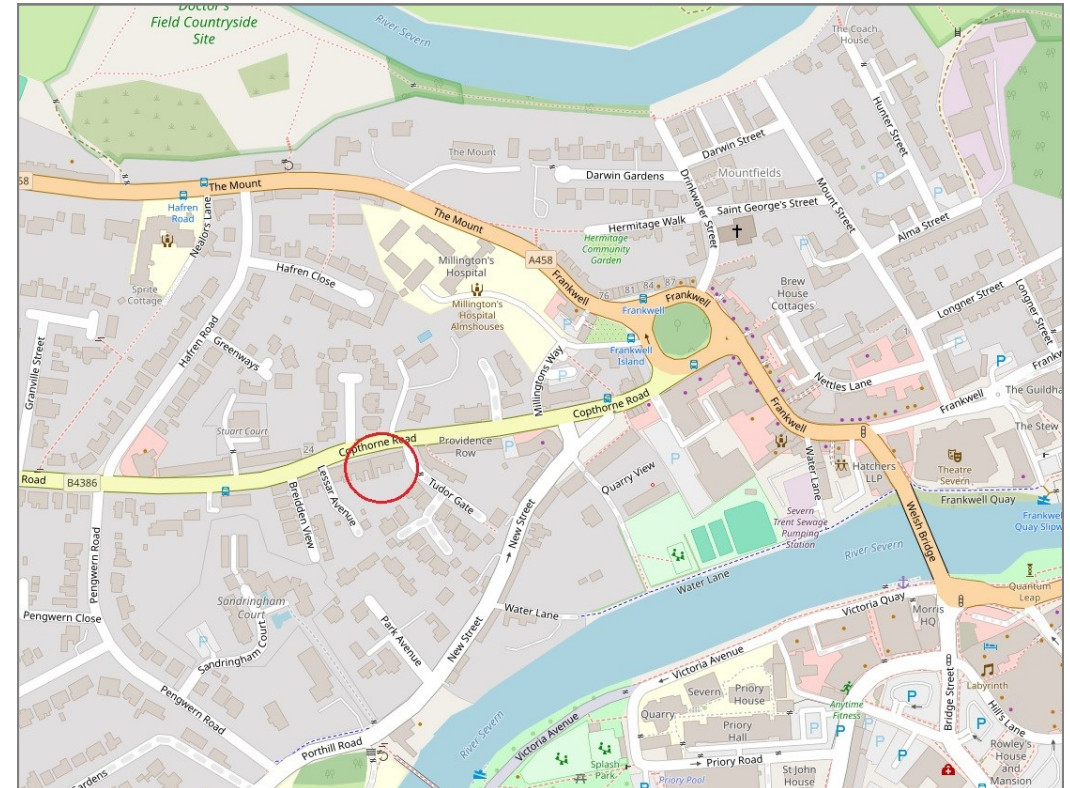 Doctor's
Field Countryside
Site
River Severn
The Coach
House
Hunter Street
Darwin Street
Mountfields
The Mount
Darwin Gardens
Drinkwater Street
Mount Street
Saint George's Street
Hermitage Walk
Hermitage
Community
Garden
Alma Street
58
The Mount
Hafren
Road
Nealors Lane
Sprite
Cottage
The Mount
A458
Millington's
Hospital
Millington's
Hospital
Almshouses
Hafren Close
Hafren Road
Greenways
Granville Street
Frankwell
76
81
84
87
Frankwell
Frankwell
Frankwell
Island
Brew
House
Cottages
Longner Street
Longner Street
1
Nettles Lane
Frankwell
Frankw
The Guildha
The Stew
Millingtons Way
Copthorne Road
Stuart Court
24
Copthorne Road
Providence
Row
Road
B4386
Lessar Avenue
Breidden View
Tudor Gate
New Street
Quarry View
Frankwell
Water Lane
Hatchers
LLP
Theatre
Severn
Frankwell Quay
Frankwel
Quay Slipw
Severn
Trent Sewage
Pumping
Station
Welsh Bridge
River Severn
Pengwern Road
Pengwern Close
Sandringham
Court
Sandringham Court
Park Avenue
Water Lane
Water Lane
New Street
Victoria Quay
Morris
HQ
Quantum
Leap
Pengwern Road
Porthill Road
Gardens
River Severn
Victoria Avenue
Victoria Avenue
Severn
Priory
House
Quarry
Priory
Hall
Priory Road
Priory Pool
Splash
Park
St John
House
Anytime
Fitness
Bridge Street
Labyrinth
Hill's Lane
Rowley's
House
and
Mansion
P